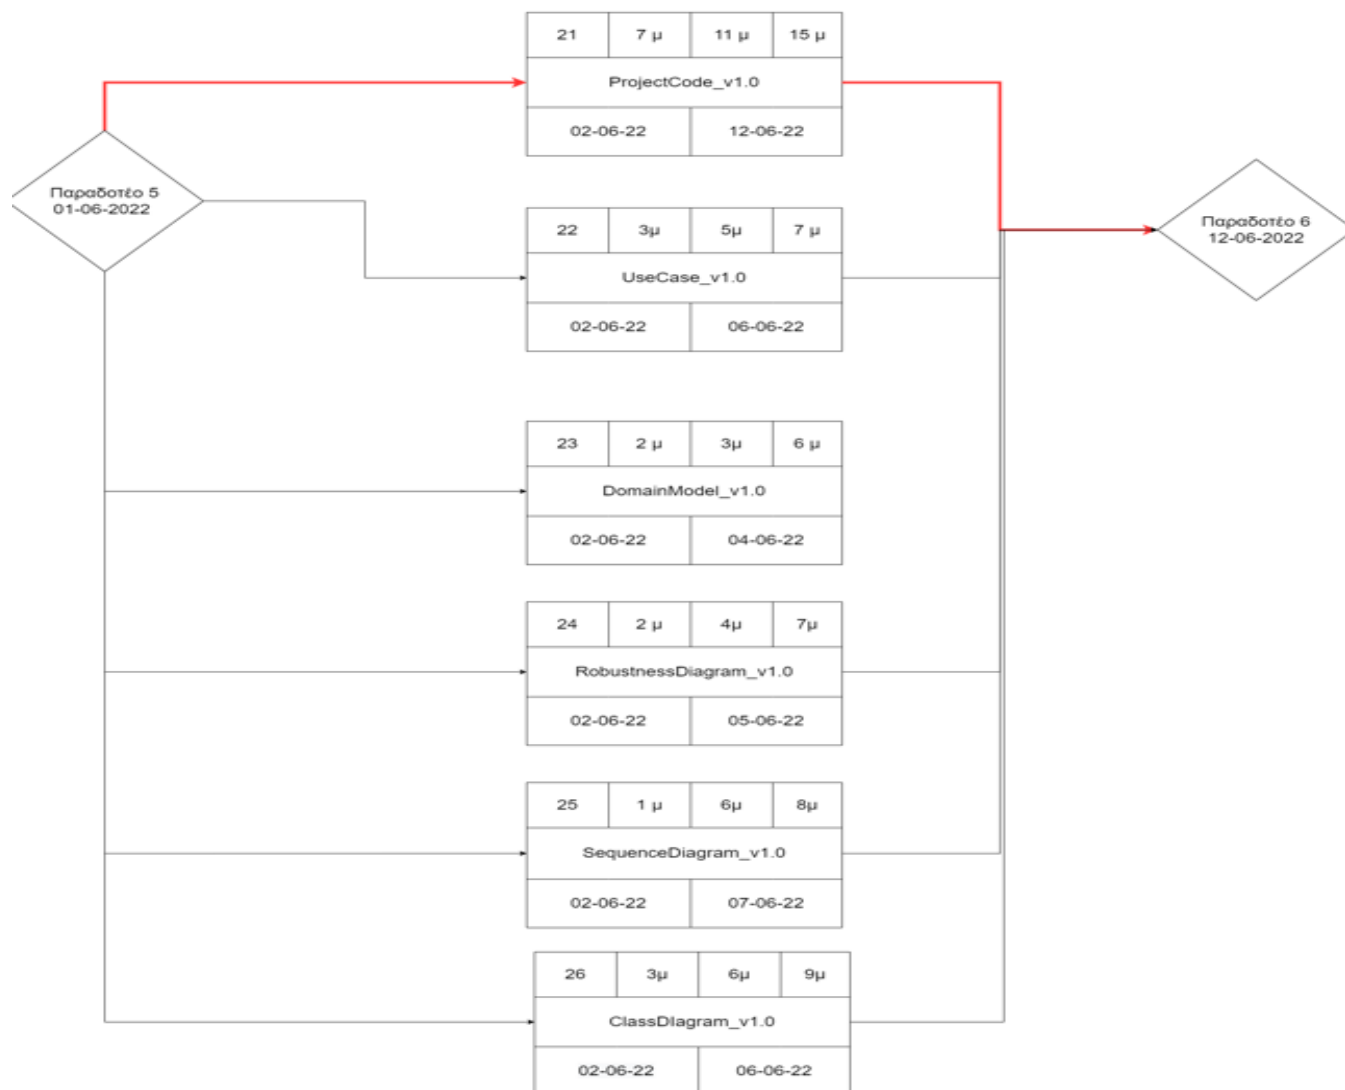 21 7 μ 11 μ 15 μ
ProjectCode_v1.0
02-06-22 12-06-22
Παραδοτέο 5
01-06-2022
22 3μ 5μ 7 μ
UseCase_v1.0
02-06-22 06-06-22
Παραδοτέο 6
12-06-2022
23 2 μ 3μ 6 μ
DomainModel_v1.0
02-06-22 04-06-22
24 2 μ 4μ 7μ
RobustnessDiagram_v1.0
02-06-22 05-06-22
25 1 μ 6μ 8μ
SequenceDiagram_v1.0
02-06-22 07-06-22
26 3μ 6μ 9μ
ClassDIagram_v1.0
02-06-22 06-06-22